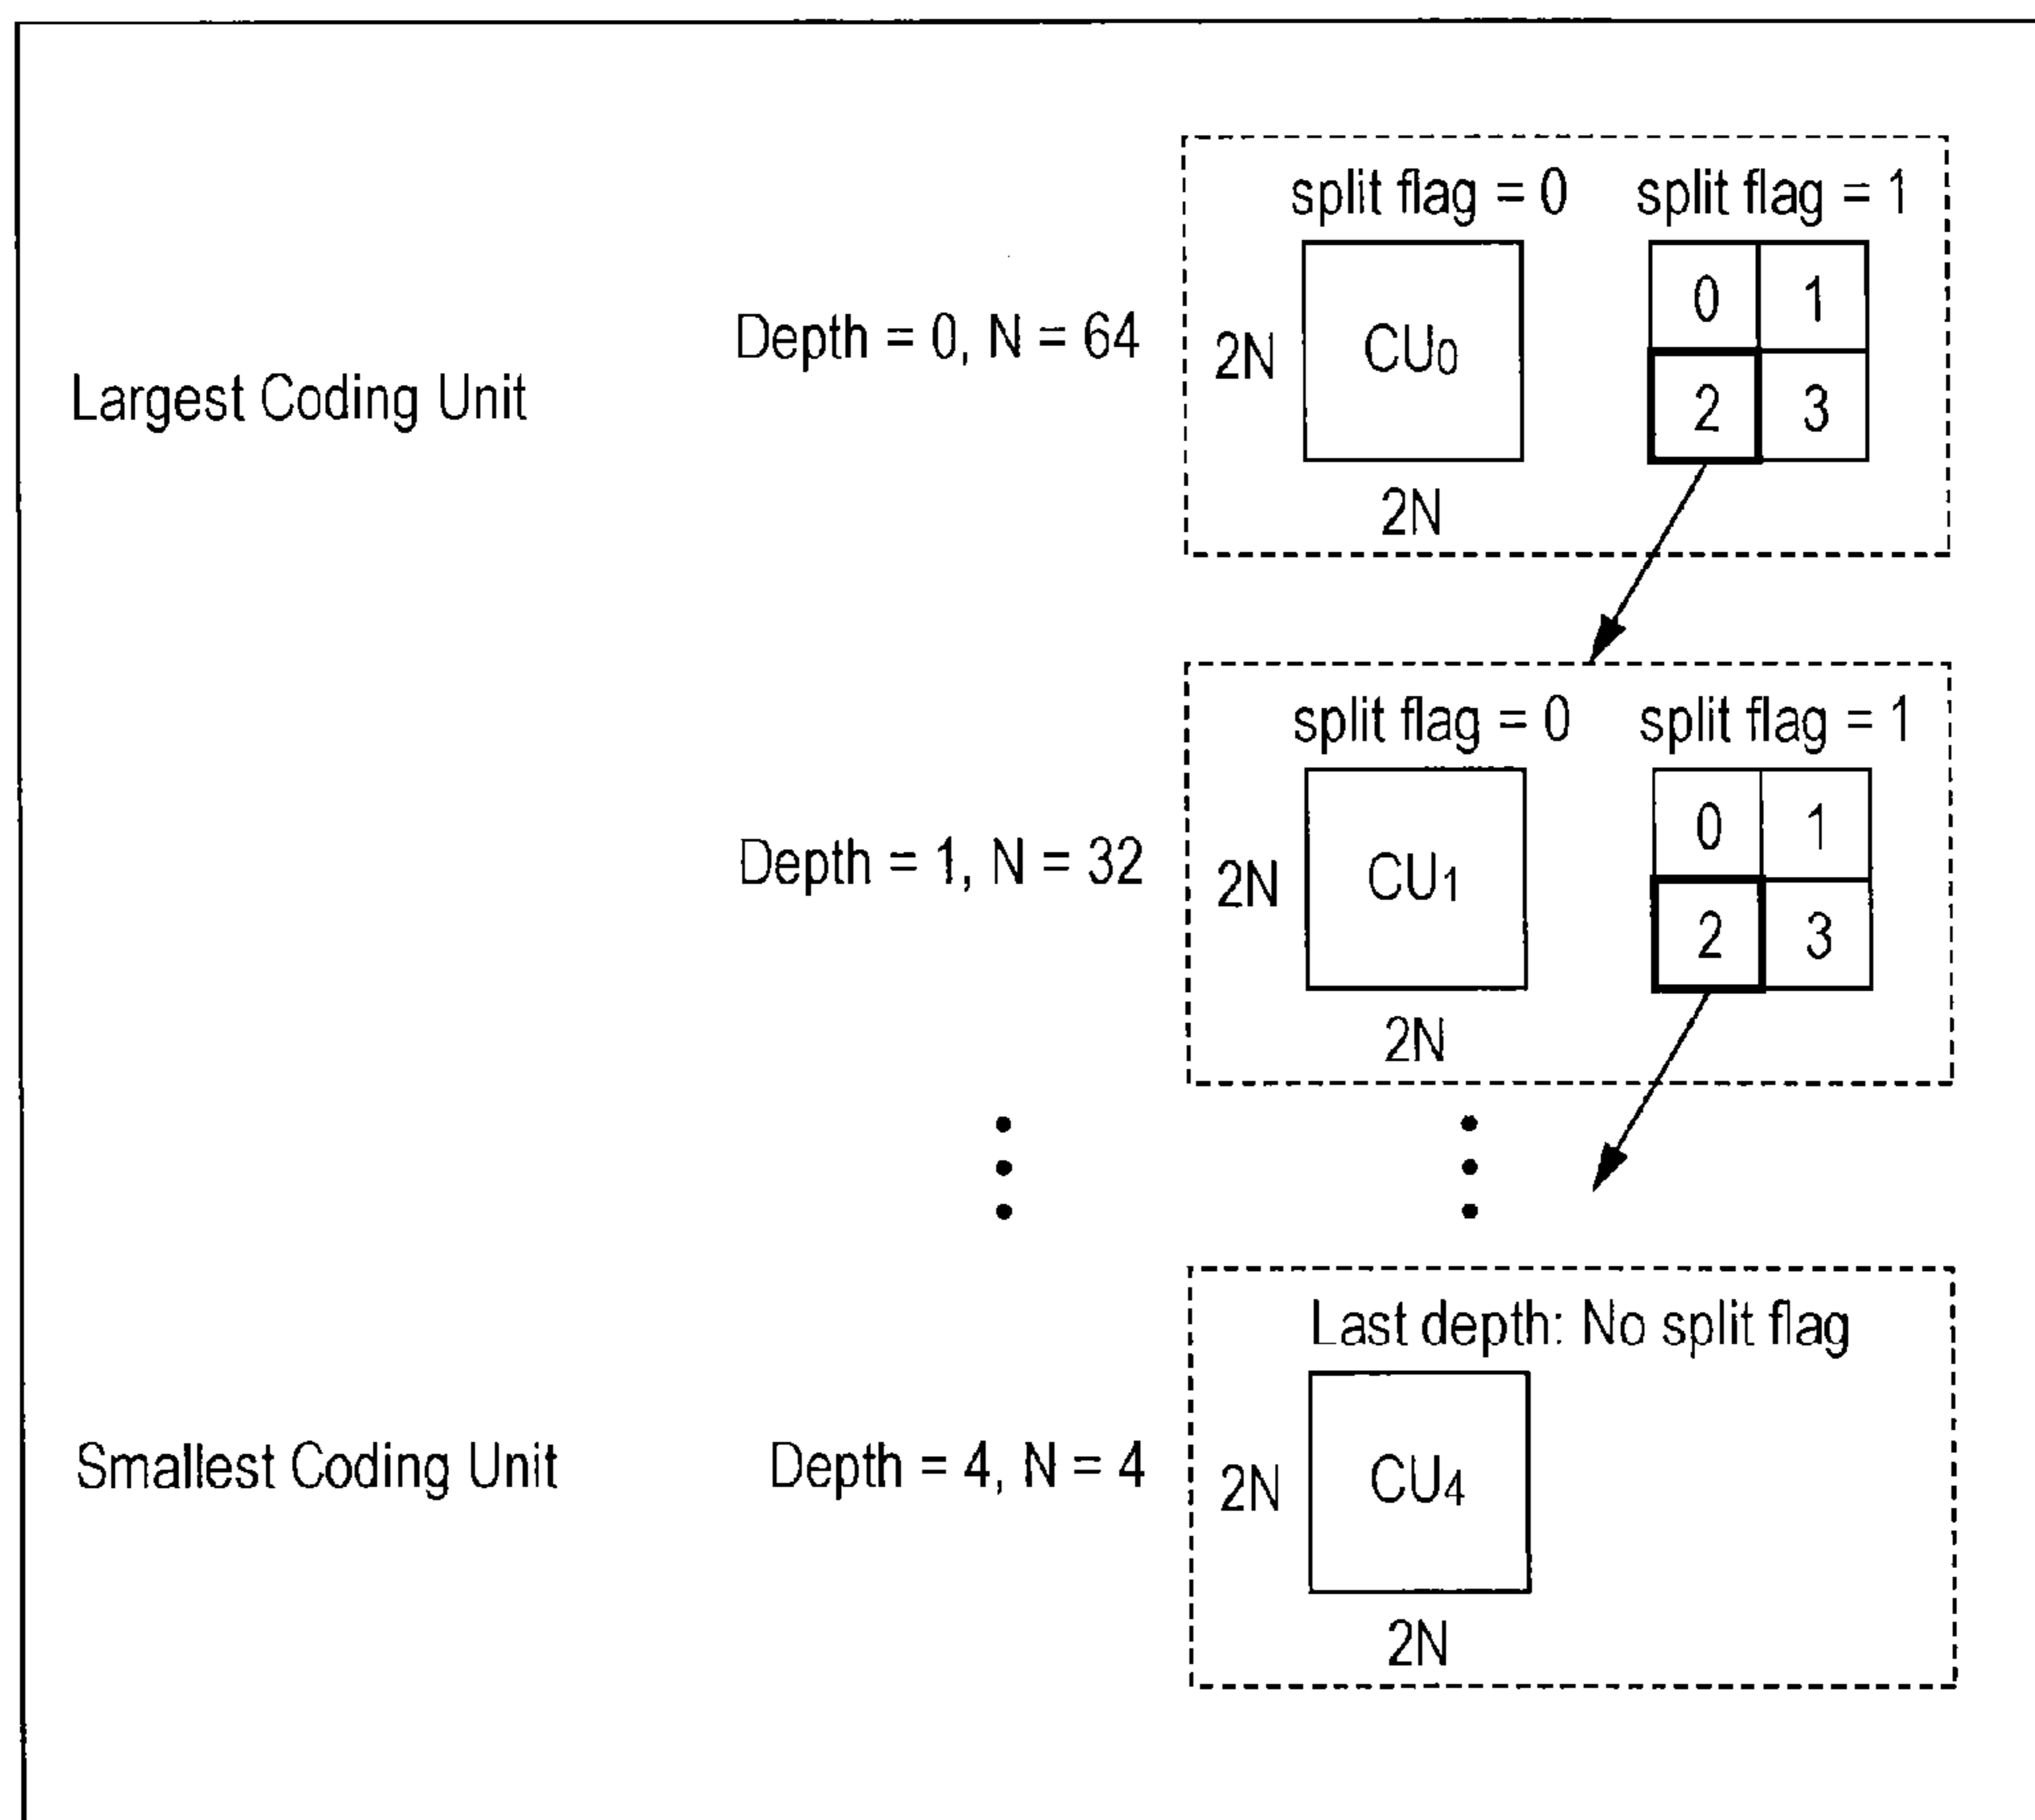 split flag = 0 split flag = 1
Largest Coding Unit
Depth = 0, N = 64
2N
CU0
0 1
2 3
2N
split flag = 0 split flag = 1
Depth = 1, N = 32
2N
CU1
0 1
2 3
2N
Last depth: No split flag
Smallest Coding Unit
Depth = 4, N = 4
2N
CU4
2N